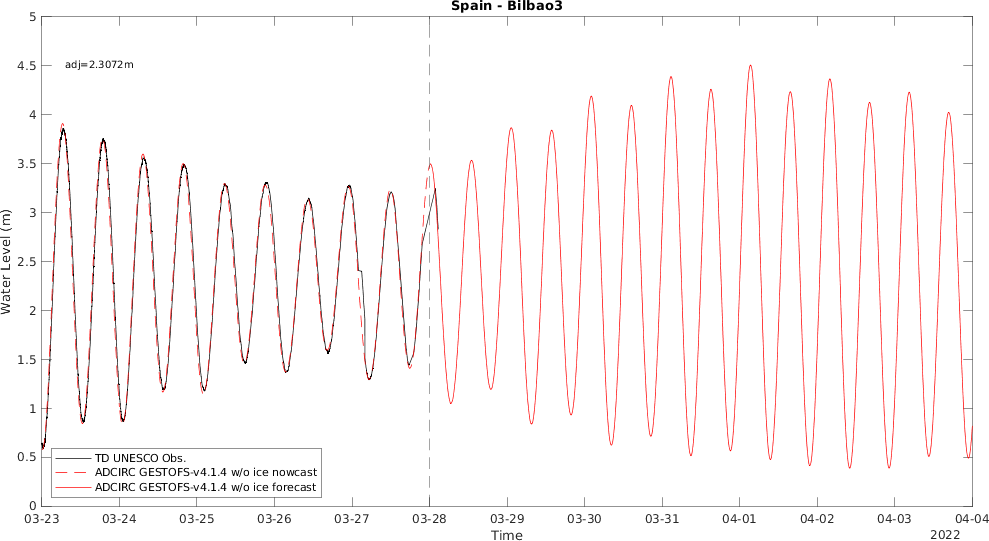 Spain - Bilbao3
5
4.5
4
3.5
3
2.5
2
1.5
1
0.5
0
Water Level (m)
adj=2.3072m
TD UNESCO Obs.
ADCIRC GESTOFS-v4.1.4 w/o ice nowcast
ADCIRC GESTOFS-v4.1.4 w/o ice forecast
03-23 03-24 03-25 03-26 03-27 03-28 03-29 03-30 03-31 04-01 04-02 04-03 04-04
Time
2022